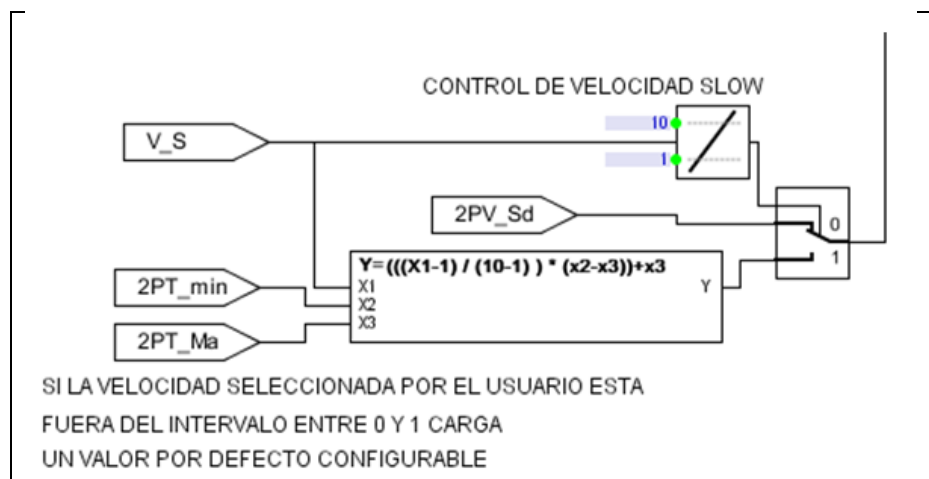 CONTROL DE VELOCIDAD SLOW
10
V_S
1
2PV_Sd
0
1
Y=(((X1-1) / (10-1) ) * (x2-x3))+x3
X1
Y
2PT_min
X2
X3
2PT_Ma
SI LA VELOCIDAD SELECCIONADA POR EL USUARIO ESTA
FUERA DEL INTERVALO ENTRE 0 Y 1 CARGA
UN VALOR POR DEFECTO CONFIGURABLE